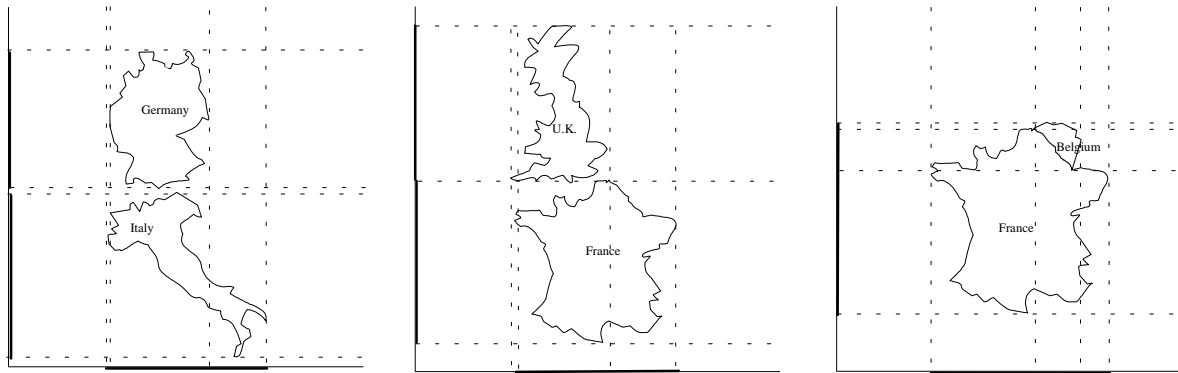 Germany
Italy
U.K.
France
Belgium
France